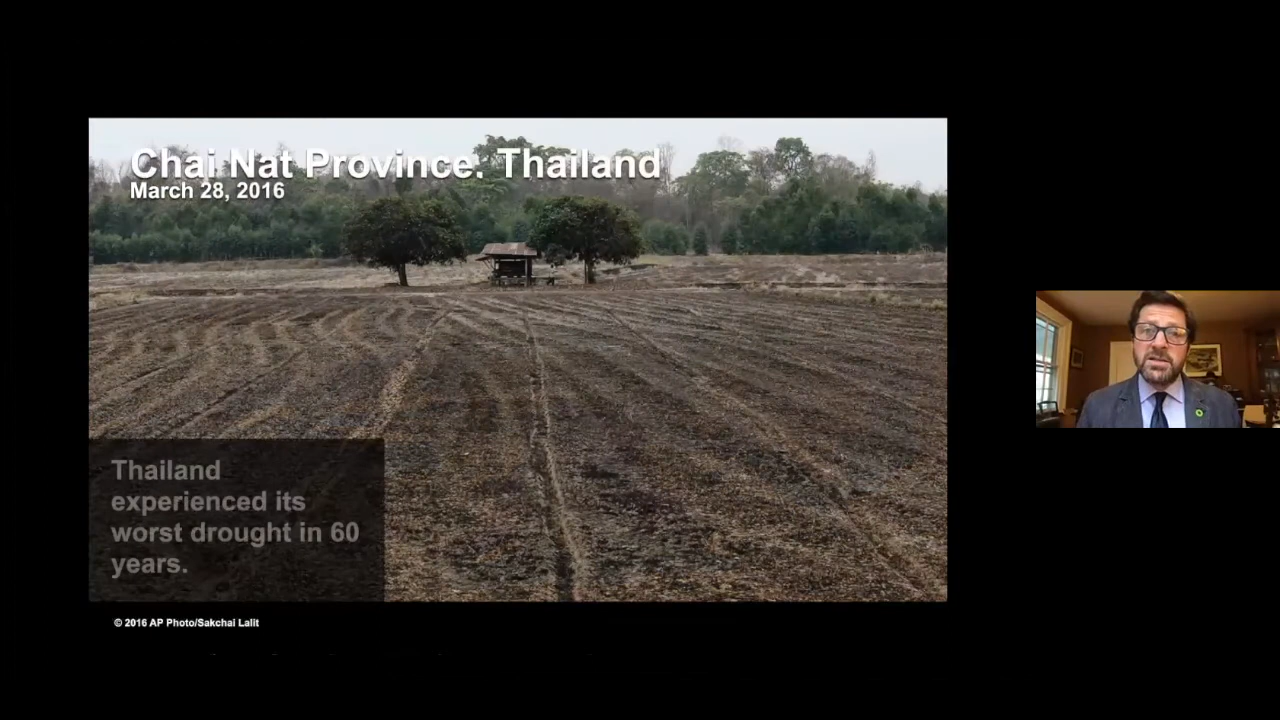 Chai Nat Province. Thailand
March 28, 2016
Thailand
experienced its
worst drought in 60
years.
© 2016 AP Photo/Sakchai Lalit